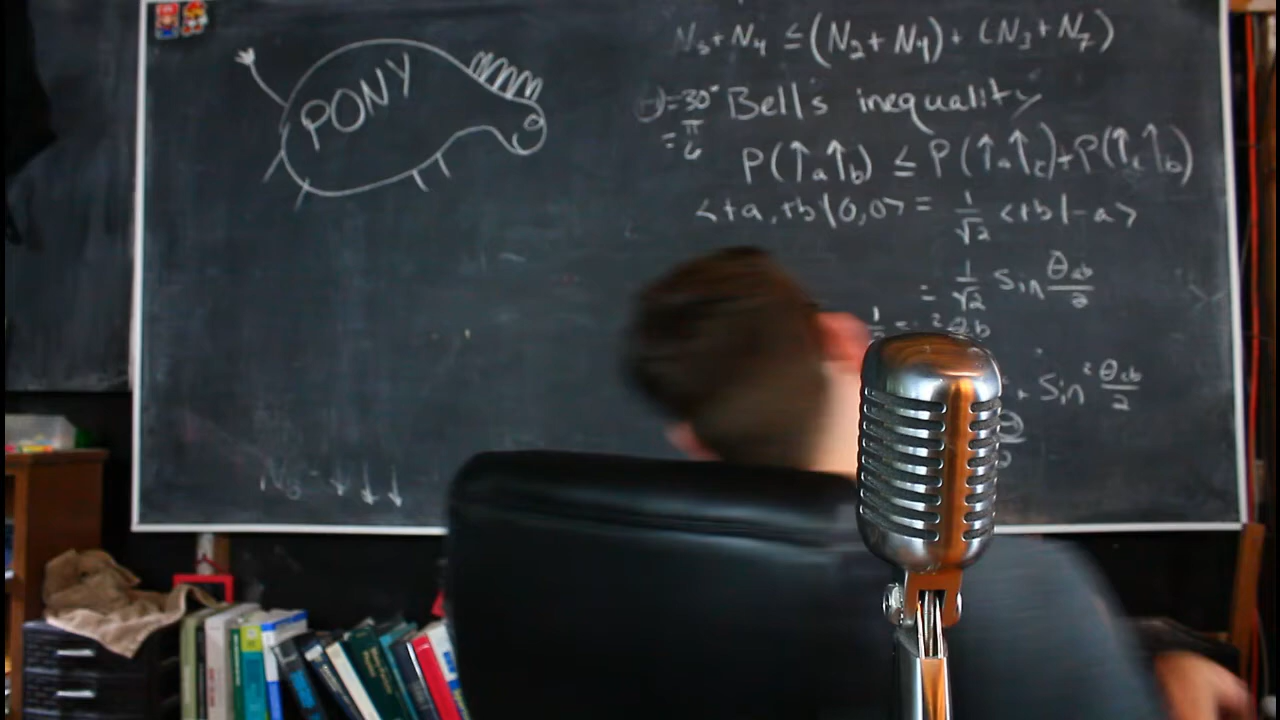 PONY
N₃+N₄ ≤ (N₂+N₄) + (N₃+N₇)
Θ=30° Bell's inequality
= π/6
P(↑a↑b) ≤ P(↑a↑c)+P(↑c↑b)
<+a,+b|0,0> = 1/√2 <+b|-a>
= 1/√2 Sin θab/2
+ Sin² θcb/2
N8 ↓ ↓ ↓